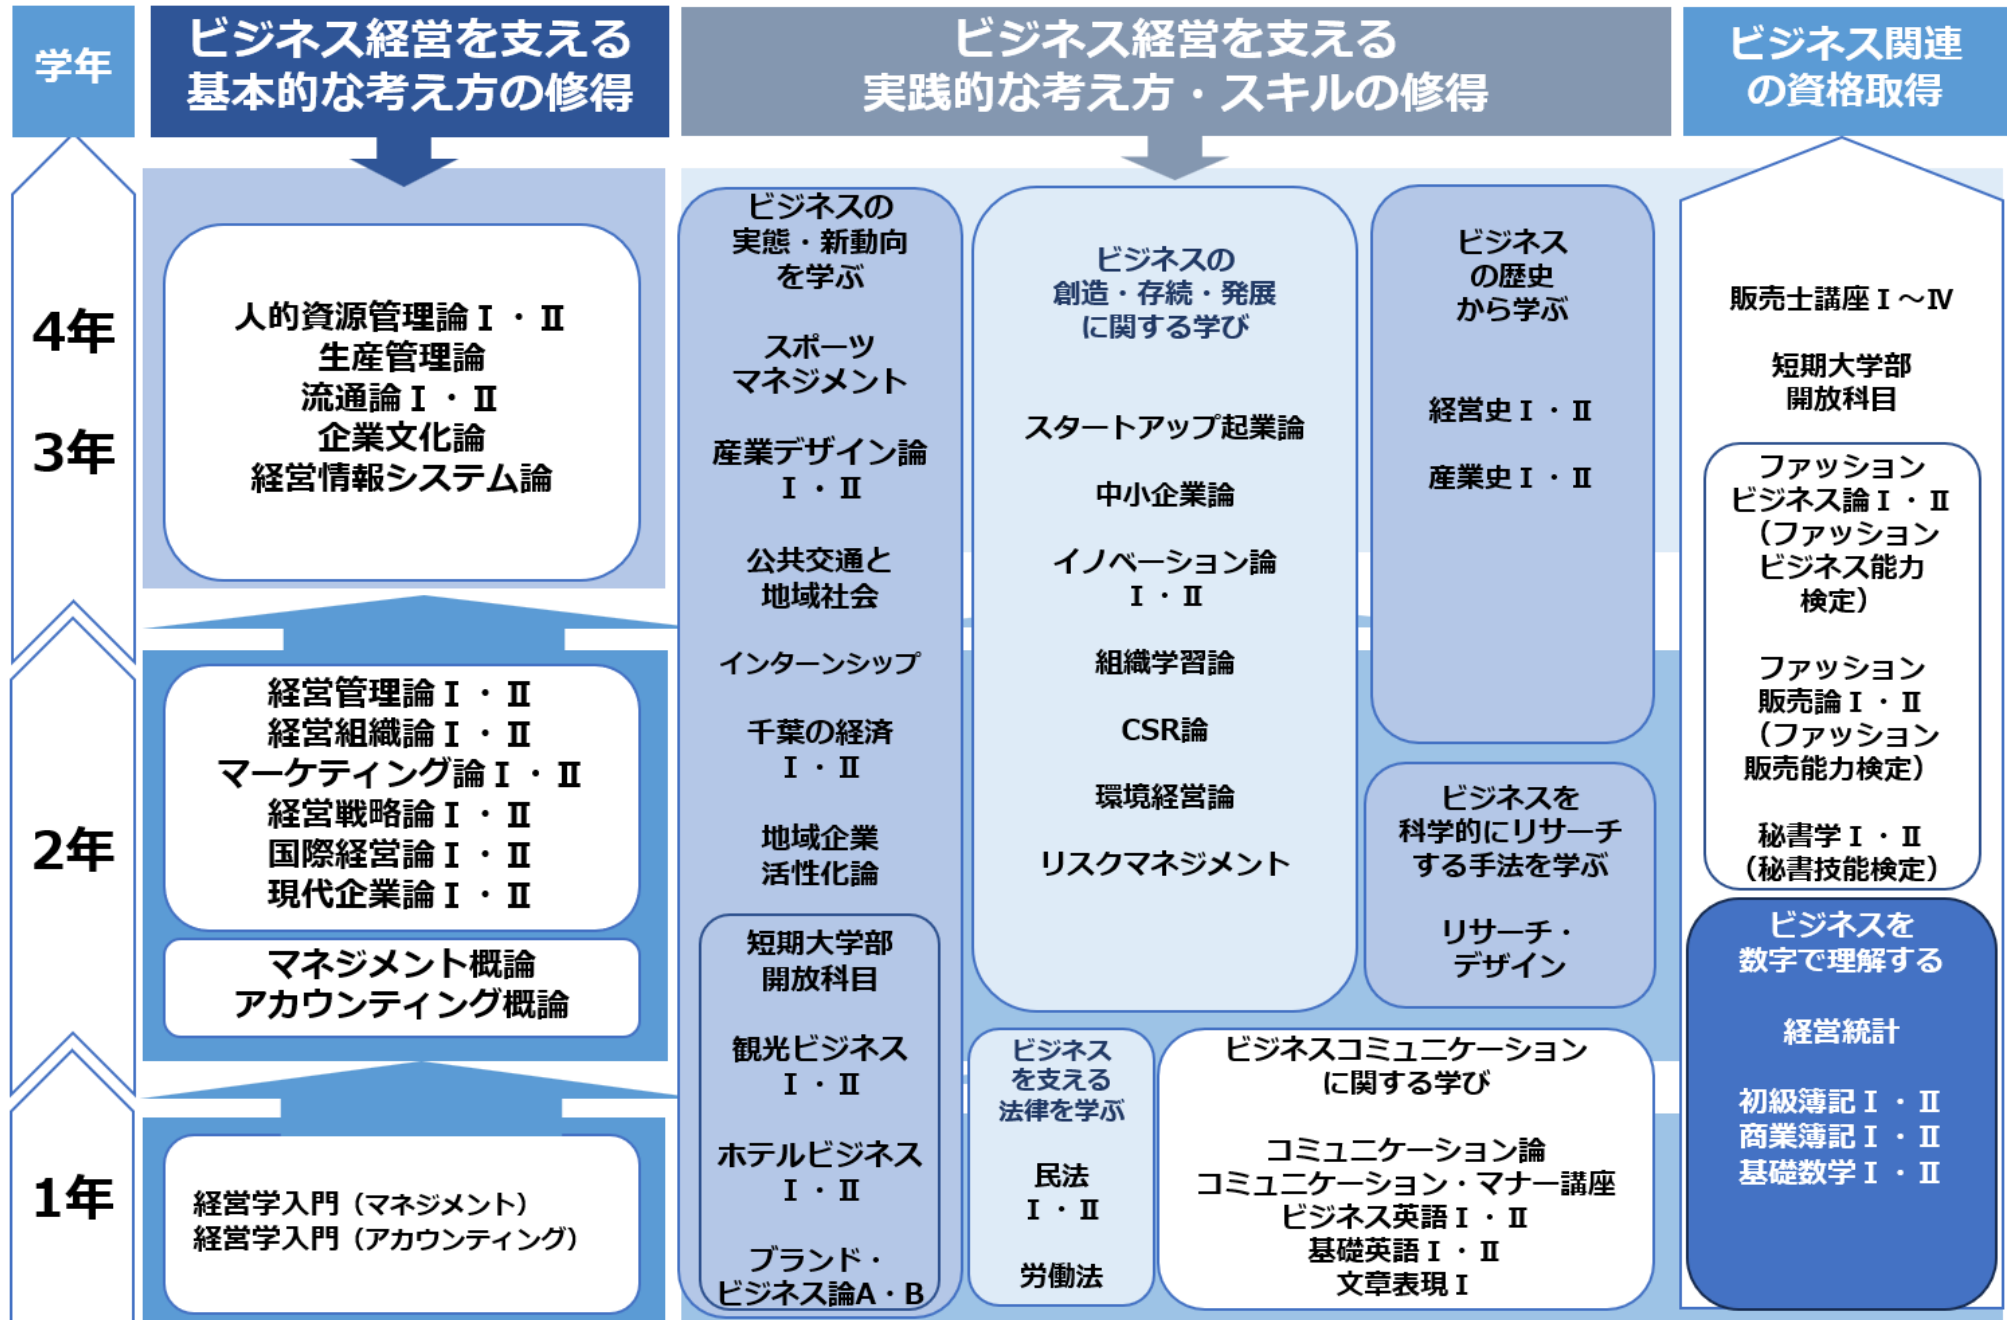 学年
ビジネス経営を支える
基本的な考え方の修得
ビジネス経営を支える
実践的な考え方・スキルの修得
ビジネス関連
の資格取得
4年
3年
2年
1年
人的資源管理論Ⅰ・Ⅱ
生産管理論
流通論Ⅰ・Ⅱ
企業文化論
経営情報システム論
経営管理論Ⅰ・Ⅱ
経営組織論Ⅰ・Ⅱ
マーケティング論Ⅰ・Ⅱ
経営戦略論Ⅰ・Ⅱ
国際経営論Ⅰ・Ⅱ
現代企業論Ⅰ・Ⅱ
マネジメント概論
アカウンティング概論
経営学入門（マネジメント）
経営学入門（アカウンティング）
ビジネスの
実態・新動向
を学ぶ
スポーツ
マネジメント
産業デザイン論
Ⅰ・Ⅱ
公共交通と
地域社会
インターンシップ
千葉の経済
Ⅰ・Ⅱ
地域企業
活性化論
短期大学部
開放科目
観光ビジネス
Ⅰ・Ⅱ
ホテルビジネス
Ⅰ・Ⅱ
ブランド・
ビジネス論A・B
ビジネスの
創造・存続・発展
に関する学び
スタートアップ起業論
中小企業論
イノベーション論
Ⅰ・Ⅱ
組織学習論
CSR論
環境経営論
リスクマネジメント
ビジネス
の歴史
から学ぶ
経営史Ⅰ・Ⅱ
産業史Ⅰ・Ⅱ
ビジネスを
科学的にリサーチ
する手法を学ぶ
リサーチ・
デザイン
ビジネス
を支える
法律を学ぶ
民法
Ⅰ・Ⅱ
労働法
ビジネスコミュニケーション
に関する学び
コミュニケーション論
コミュニケーション・マナー講座
ビジネス英語Ⅰ・Ⅱ
基礎英語Ⅰ・Ⅱ
文章表現Ⅰ
販売士講座Ⅰ～Ⅳ
短期大学部
開放科目
ファッション
ビジネス論Ⅰ・Ⅱ
（ファッション
ビジネス能力
検定）
ファッション
販売論Ⅰ・Ⅱ
（ファッション
販売能力検定）
秘書学Ⅰ・Ⅱ
（秘書技能検定）
ビジネスを
数字で理解する
経営統計
初級簿記Ⅰ・Ⅱ
商業簿記Ⅰ・Ⅱ
基礎数学Ⅰ・Ⅱ